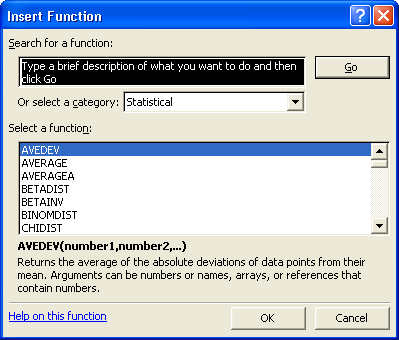 Insert Function
Search for a function:
Type a brief description of what you want to do and then
click Go
Go
Or select a category: Statistical
Select a function:
AVEDEV
AVERAGE
AVERAGEA
BETADIST
BETAINV
BINOMDIST
CHIDIST
AVEDEV(number1,number2,...)
Returns the average of the absolute deviations of data points from their
mean. Arguments can be numbers or names, arrays, or references that
contain numbers.
Help on this function
OK
Cancel